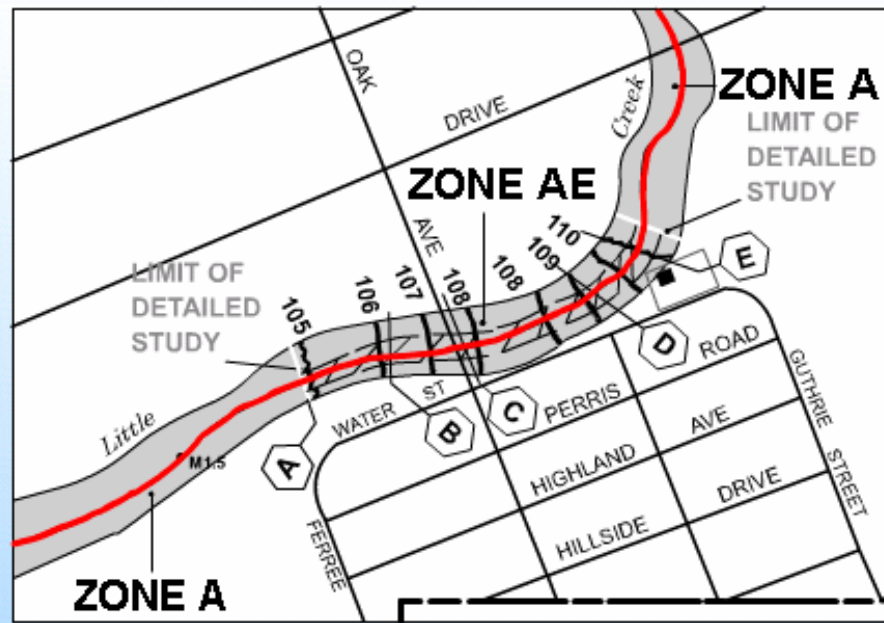 OAK
DRIVE
Creek
ZONE A
LIMIT OF
DETAILED
STUDY
ZONE AE
AVE
110
109
108
108
107
106
105
LIMIT OF
DETAILED
STUDY
E
D
C
B
A
ROAD
PERRIS
WATER ST
GUTHRIE
STREET
AVE
HIGHLAND
DRIVE
HILLSIDE
FERREE
Little
M1.5
ZONE A